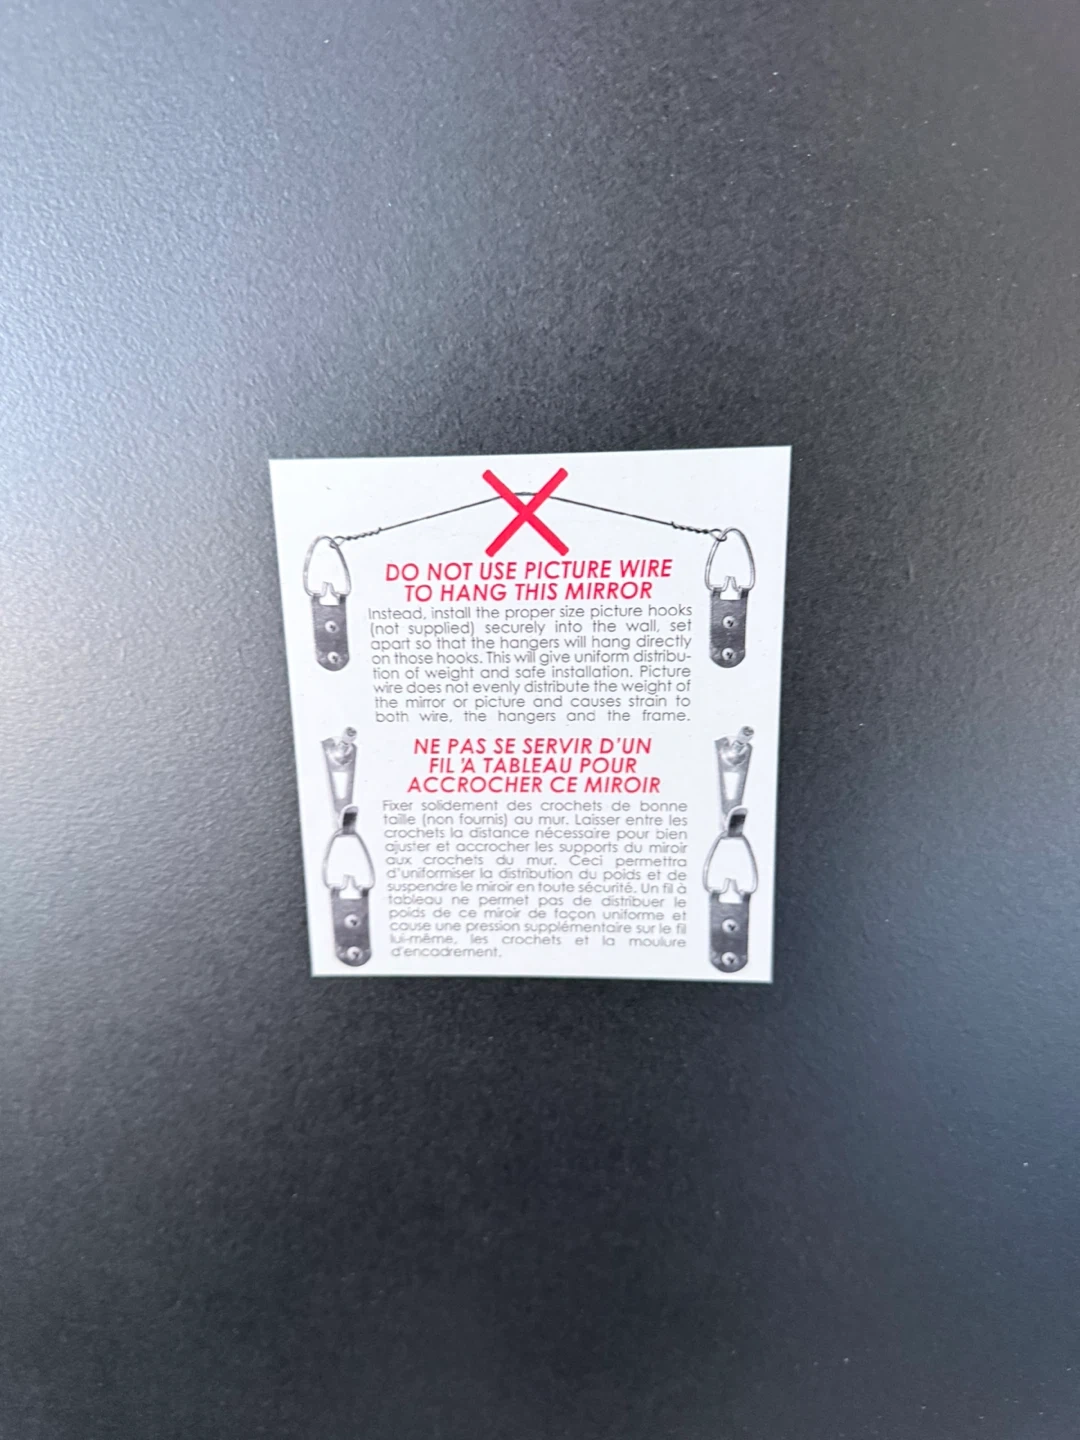 DO NOT USE PICTURE WIRE
TO HANG THIS MIRROR
Instead, install the proper size picture hooks
(not supplied) securely into the wall, set
apart so that the hangers will hang directly
on those hooks. This will give uniform distribu-
tion of weight and safe installation. Picture
wire does not evenly distribute the weight of
the mirror or picture and causes strain to
both wire, the hangers and the frame.
NE PAS SE SERVIR D'UN
FIL 'A TABLEAU POUR
ACCROCHER CE MIROIR
Fixer solidement des crochets de bonne
taille (non fournis) au mur. Laisser entre les
crochets la distance nécessaire pour bien
ajuster et accrocher les supports du miroir
aux crochets du mur. Ceci permettra
d'uniformiser la distribution du poids et de
suspendre le miroir en toute sécurité. Un fil à
tableau ne permet pas de distribuer le
poids de ce miroir de façon uniforme et
cause une pression supplémentaire sur le fil
lui-même, les crochets et la moulure
d'encadrement.